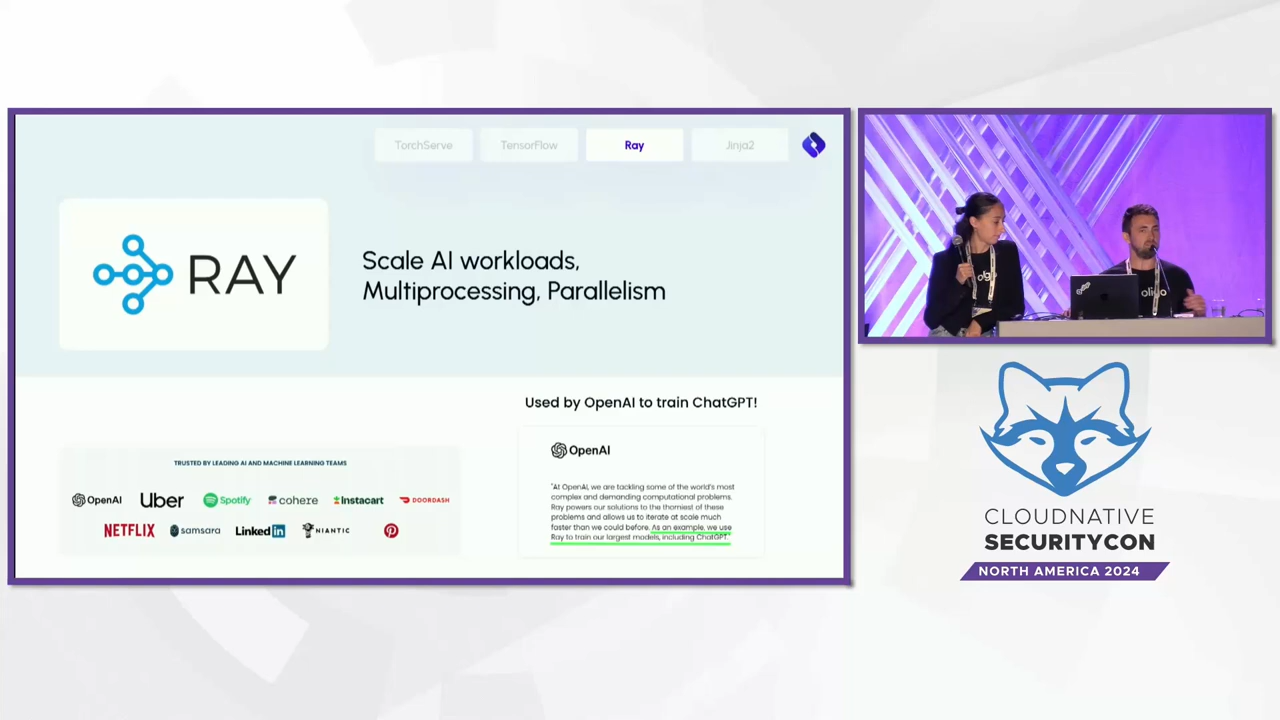 TorchServe
TensorFlow
Ray
Jinja2
RAY
Scale AI workloads,
Multiprocessing, Parallelism
Used by OpenAI to train ChatGPT!
OpenAI
"At OpenAI, we are tackling some of the world's most
complex and demanding computational problems.
Ray powers our solutions to the thorniest of these
problems and allows us to iterate at scale much
faster than we could before. As an example, we use
Ray to train our largest models, including ChatGPT."
TRUSTED BY LEADING AI AND MACHINE LEARNING TEAMS
OpenAI
Uber
Spotify
cohere
instacart
DOORDASH
NETFLIX
samsara
LinkedIn
NIANTIC
oligo
CLOUDNATIVE
SECURITYCON
NORTH AMERICA 2024